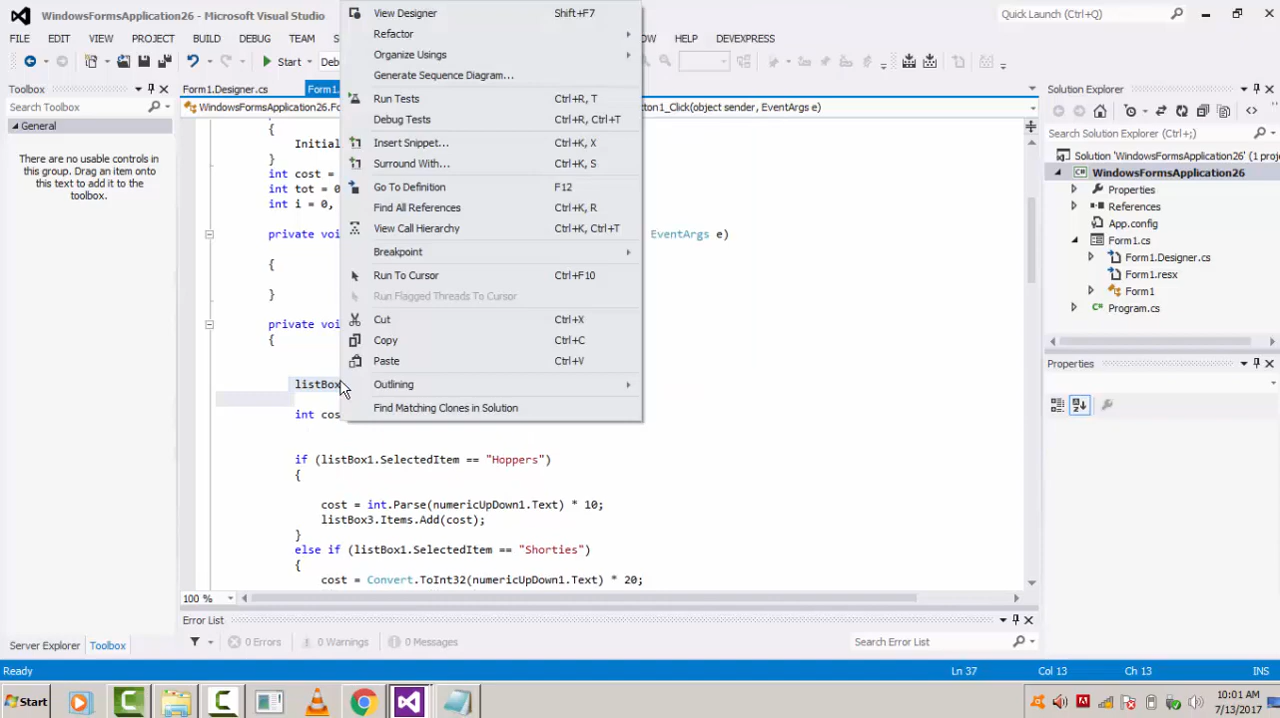 WindowsFormsApplication26 - Microsoft Visual Studio
Quick Launch (Ctrl+Q)
FILE EDIT VIEW PROJECT BUILD DEBUG TEAM HELP DEVEXPRESS
Start
Toolbox
Search Toolbox
General
There are no usable controls in
this group. Drag an item onto
this text to add it to the
toolbox.
Server Explorer Toolbox
Form1.Designer.cs Form1.
WindowsFormsApplication26.Fo
ton1_Click(object sender, EventArgs e)
{
Initial
}
int cost =
int tot = 0
int i = 0,
private voi
EventArgs e)
{
}
private voi
{
listBox
int cos
if (listBox1.SelectedItem == "Hoppers")
{
cost = int.Parse(numericUpDown1.Text) * 10;
listBox3.Items.Add(cost);
}
else if (listBox1.SelectedItem == "Shorties")
{
cost = Convert.ToInt32(numericUpDown1.Text) * 20;
View Designer Shift+F7
Refactor
Organize Usings
Generate Sequence Diagram...
Run Tests Ctrl+R, T
Debug Tests Ctrl+R, Ctrl+T
Insert Snippet... Ctrl+K, X
Surround With... Ctrl+K, S
Go To Definition F12
Find All References Ctrl+K, R
View Call Hierarchy Ctrl+K, Ctrl+T
Breakpoint
Run To Cursor Ctrl+F10
Run Flagged Threads To Cursor
Cut Ctrl+X
Copy Ctrl+C
Paste Ctrl+V
Outlining
Find Matching Clones in Solution
100 %
Error List
0 Errors 0 Warnings 0 Messages
Search Error List
Solution Explorer
Search Solution Explorer (Ctrl+;)
Solution 'WindowsFormsApplication26' (1 project)
WindowsFormsApplication26
Properties
References
App.config
Form1.cs
Form1.Designer.cs
Form1.resx
Form1
Program.cs
Properties
Ready
Ln 37 Col 13 Ch 13 INS
Start
10:01 AM
7/13/2017